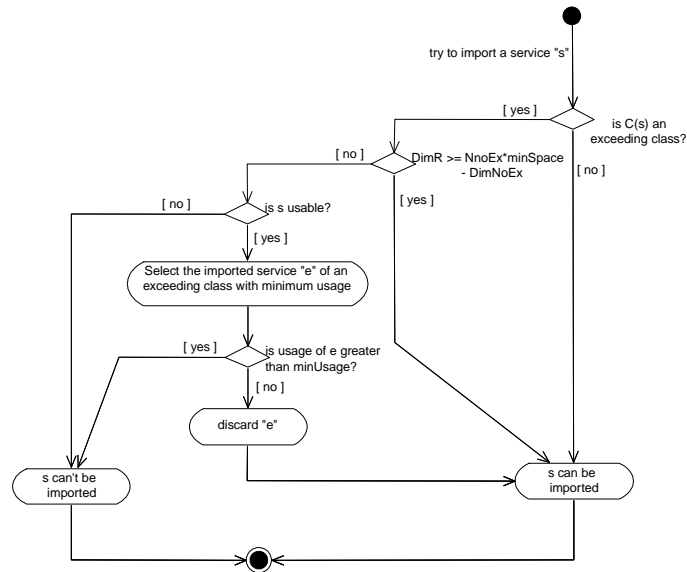 try to import a service "s"
[ yes ]
is C(s) an
exceeding class?
[ no ]
DimR >= NnoEx*minSpace
- DimNoEx
[ no ]
[ yes ]
[ no ]
is s usable?
[ yes ]
Select the imported service "e" of an
exceeding class with minimum usage
[ yes ]
is usage of e greater
than minUsage?
[ no ]
discard "e"
s can't be
imported
s can be
imported